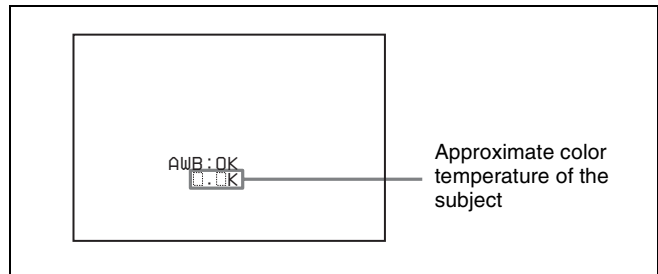 AWB:OK
▯.▯K
Approximate color
temperature of the
subject